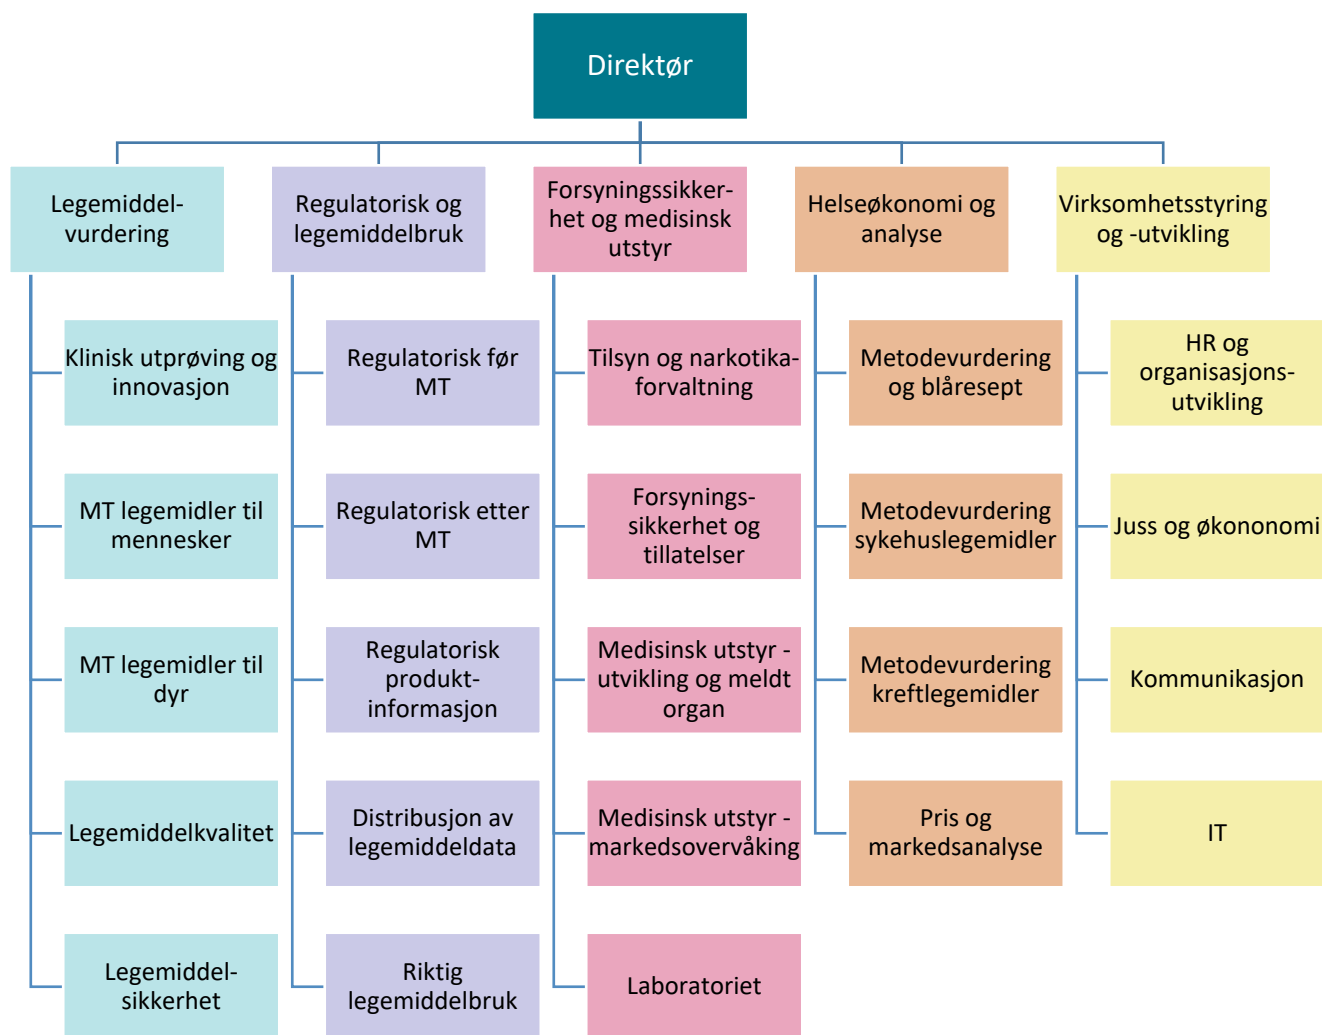 Direktør
Legemiddel-
vurdering
Regulatorisk og
legemiddelbruk
Forsyningssikker-
het og medisinsk
utstyr
Helseøkonomi og
analyse
Virksomhetsstyring
og -utvikling
Klinisk utprøving og
innovasjon
Regulatorisk før
MT
Tilsyn og narkotika-
forvaltning
Metodevurdering
og blåresept
HR og
organisasjons-
utvikling
MT legemidler til
mennesker
Regulatorisk etter
MT
Forsynings-
sikkerhet og
tillatelser
Metodevurdering
sykehuslegemidler
Juss og økononomi
MT legemidler til
dyr
Regulatorisk
produkt-
informasjon
Medisinsk utstyr -
utvikling og meldt
organ
Metodevurdering
kreftlegemidler
Kommunikasjon
Legemiddelkvalitet
Distribusjon av
legemiddeldata
Medisinsk utstyr -
markedsovervåking
Pris og
markedsanalyse
IT
Legemiddel-
sikkerhet
Riktig
legemiddelbruk
Laboratoriet